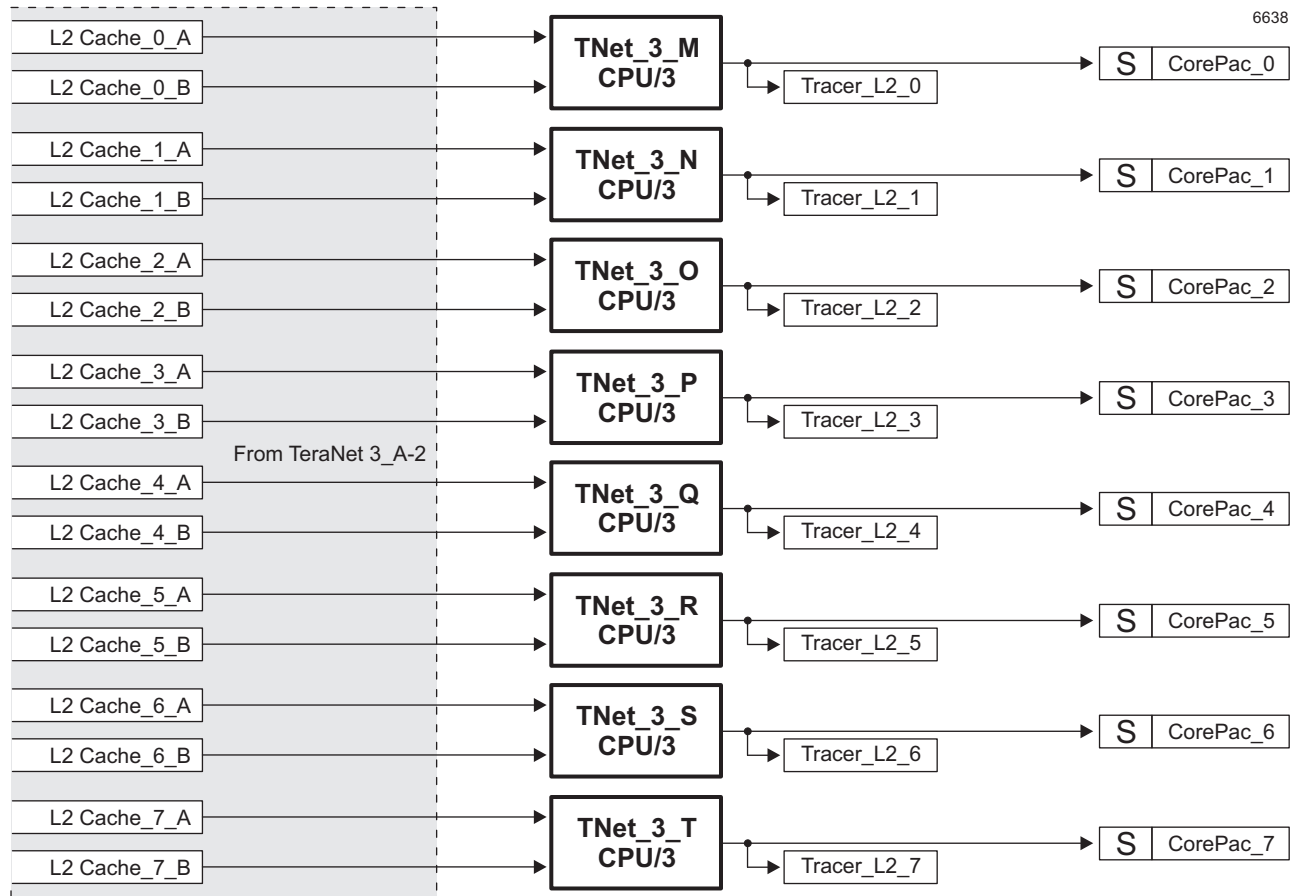 6638
L2 Cache_0_A
L2 Cache_0_B
TNet_3_M
CPU/3
Tracer_L2_0
S CorePac_0
L2 Cache_1_A
L2 Cache_1_B
TNet_3_N
CPU/3
Tracer_L2_1
S CorePac_1
L2 Cache_2_A
L2 Cache_2_B
TNet_3_O
CPU/3
Tracer_L2_2
S CorePac_2
L2 Cache_3_A
L2 Cache_3_B
TNet_3_P
CPU/3
Tracer_L2_3
S CorePac_3
From TeraNet 3_A-2
L2 Cache_4_A
L2 Cache_4_B
TNet_3_Q
CPU/3
Tracer_L2_4
S CorePac_4
L2 Cache_5_A
L2 Cache_5_B
TNet_3_R
CPU/3
Tracer_L2_5
S CorePac_5
L2 Cache_6_A
L2 Cache_6_B
TNet_3_S
CPU/3
Tracer_L2_6
S CorePac_6
L2 Cache_7_A
L2 Cache_7_B
TNet_3_T
CPU/3
Tracer_L2_7
S CorePac_7